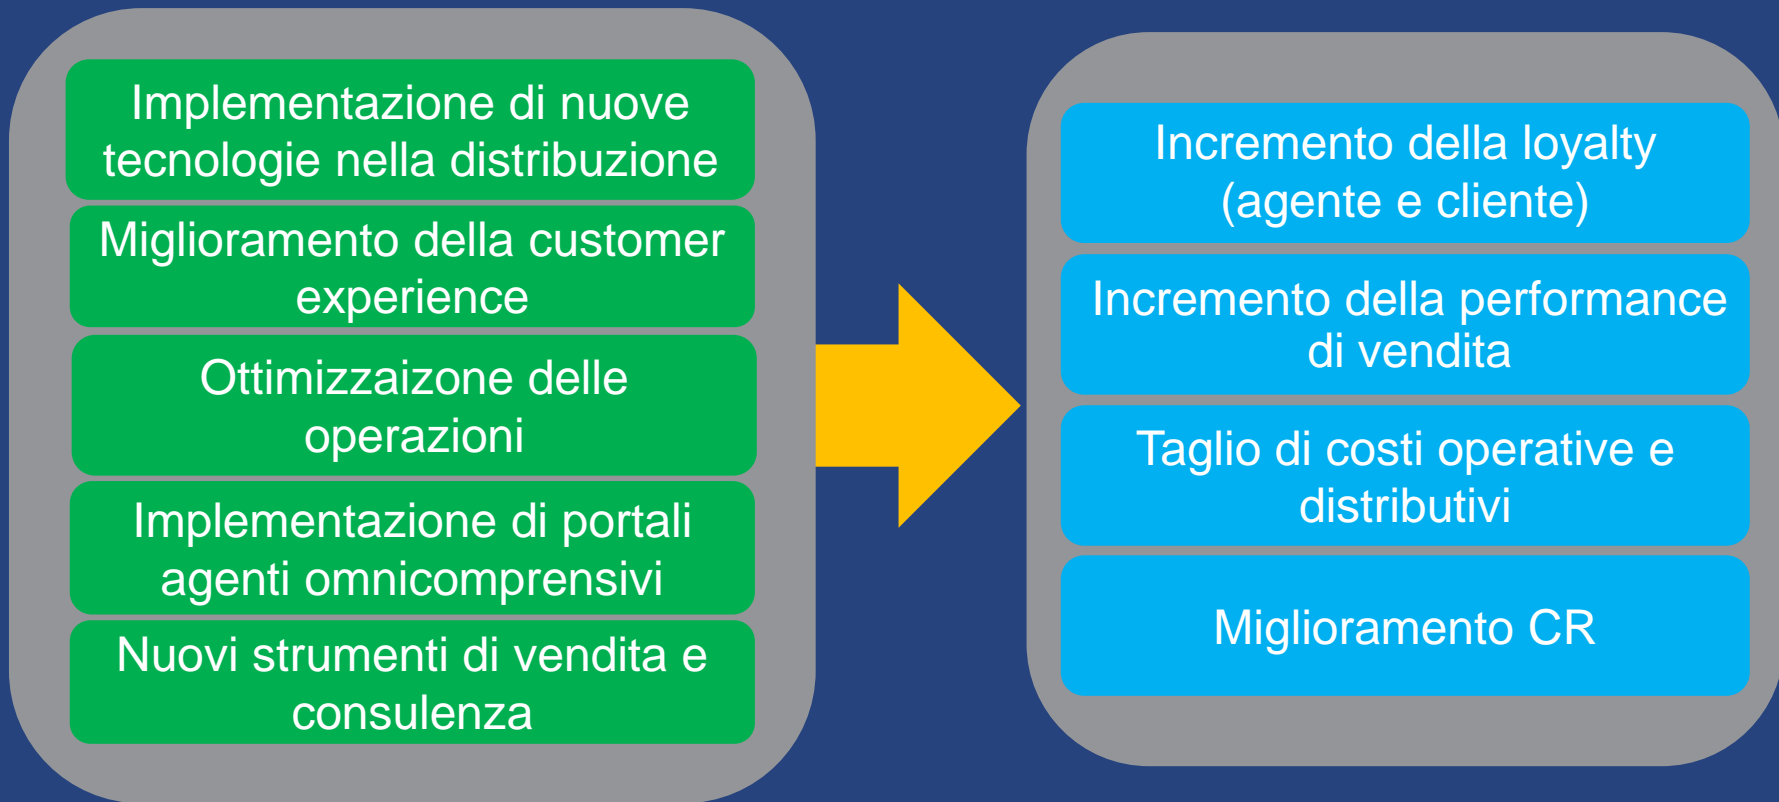 Implementazione di nuove
tecnologie nella distribuzione
Miglioramento della customer
experience
Ottimizzaizone delle
operazioni
Implementazione di portali
agenti omnicomprensivi
Nuovi strumenti di vendita e
consulenza
Incremento della loyalty
(agente e cliente)
Incremento della performance
di vendita
Taglio di costi operative e
distributivi
Miglioramento CR